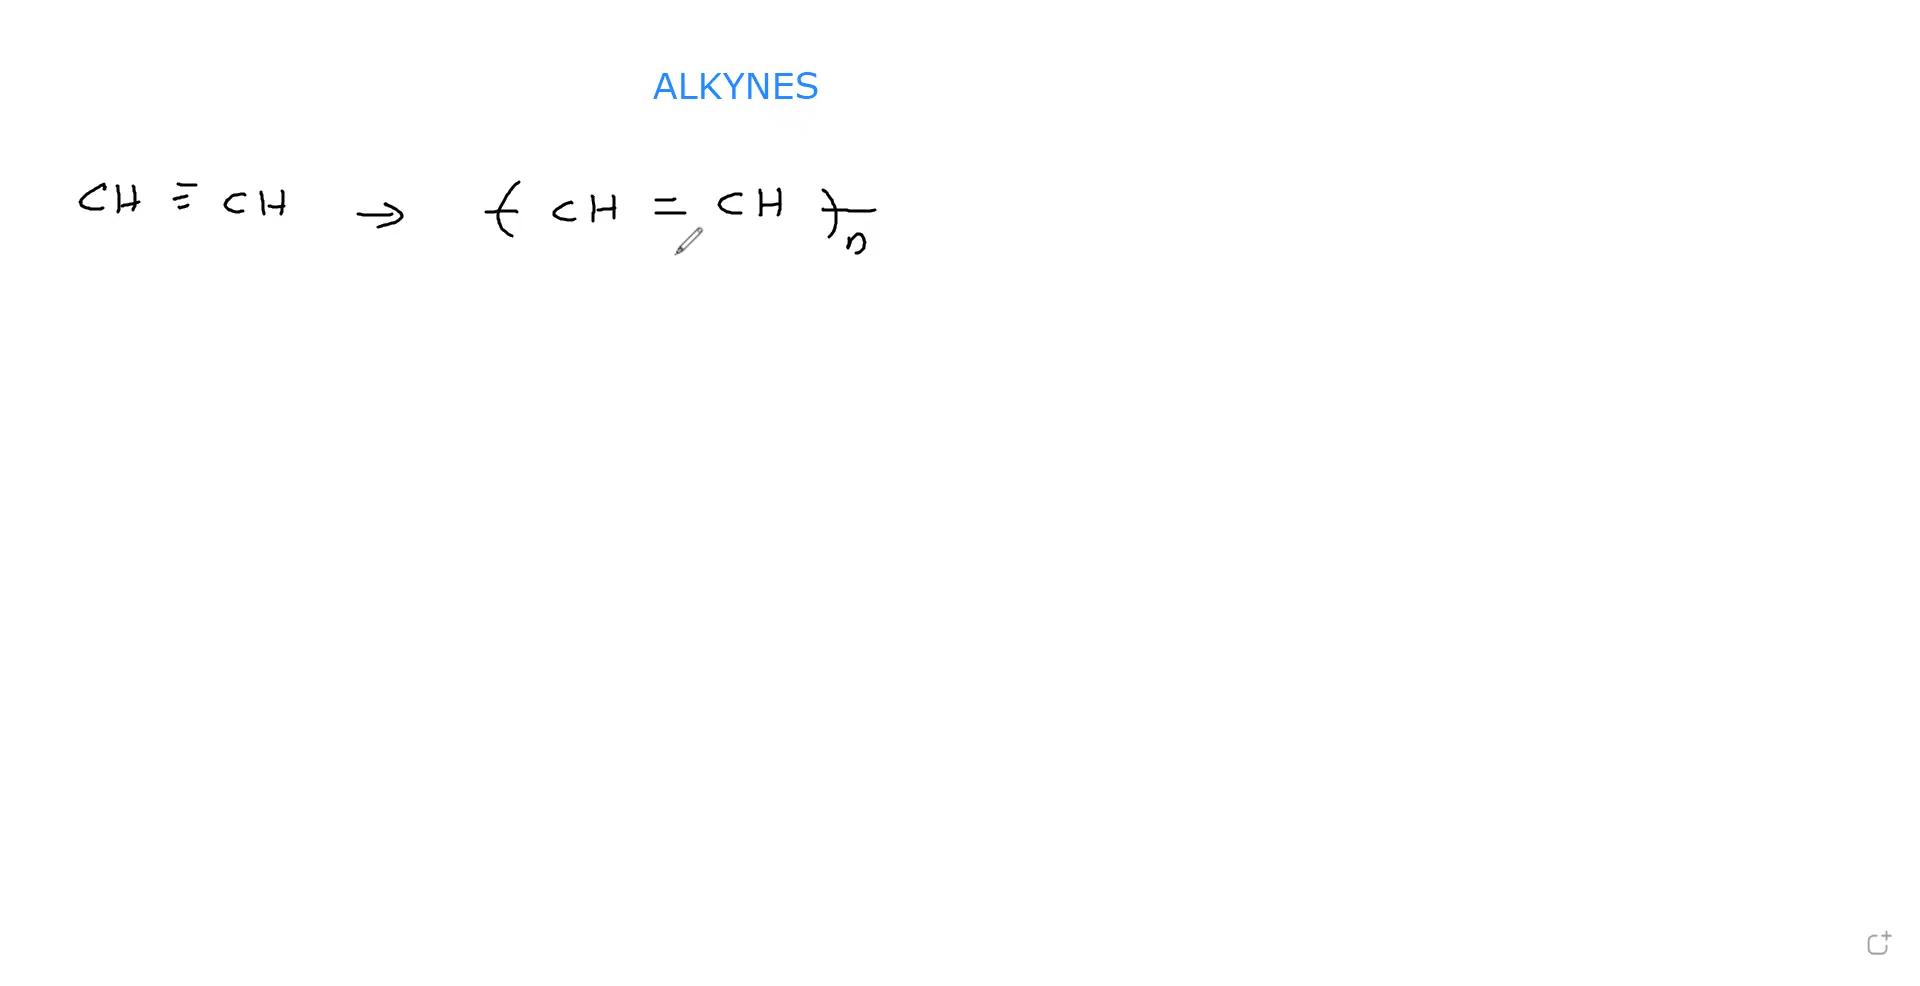 ALKYNES
CH ≡ CH → ( CH = CH )n